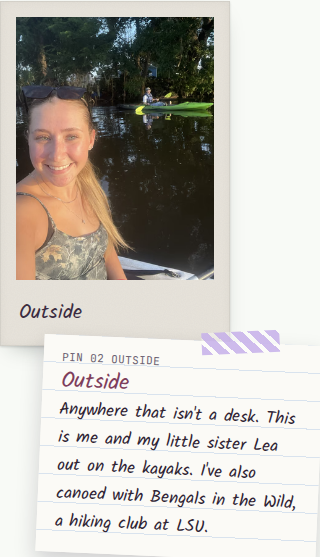 Outside
PIN 02 OUTSIDE
Outside
Anywhere that isn't a desk. This
is me and my little sister Lea
out on the kayaks. I've also
canoed with Bengals in the Wild,
a hiking club at LSU.